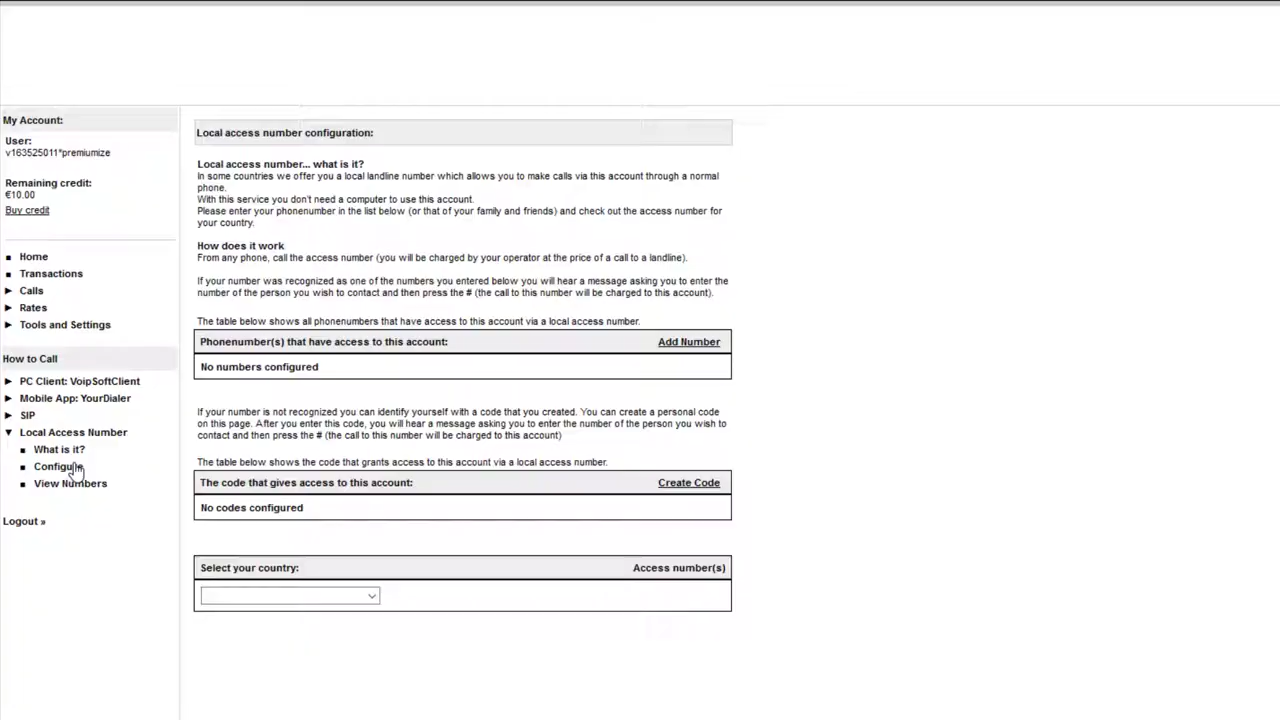 My Account:
User:
v163525011*premiumize
Remaining credit:
€10.00
Buy credit
Home
Transactions
Calls
Rates
Tools and Settings
How to Call
PC Client: VoipSoftClient
Mobile App: YourDialer
SIP
Local Access Number
What is it?
Configure
View Numbers
Logout »
Local access number configuration:
Local access number... what is it?
In some countries we offer you a local landline number which allows you to make calls via this account through a normal
phone.
With this service you don't need a computer to use this account.
Please enter your phonenumber in the list below (or that of your family and friends) and check out the access number for
your country.
How does it work
From any phone, call the access number (you will be charged by your operator at the price of a call to a landline).
If your number was recognized as one of the numbers you entered below you will hear a message asking you to enter the
number of the person you wish to contact and then press the # (the call to this number will be charged to this account).
The table below shows all phonenumbers that have access to this account via a local access number.
Phonenumber(s) that have access to this account: Add Number
No numbers configured
If your number is not recognized you can identify yourself with a code that you created. You can create a personal code
on this page. After you enter this code, you will hear a message asking you to enter the number of the person you wish to
contact and then press the # (the call to this number will be charged to this account)
The table below shows the code that grants access to this account via a local access number.
The code that gives access to this account: Create Code
No codes configured
Select your country: Access number(s)